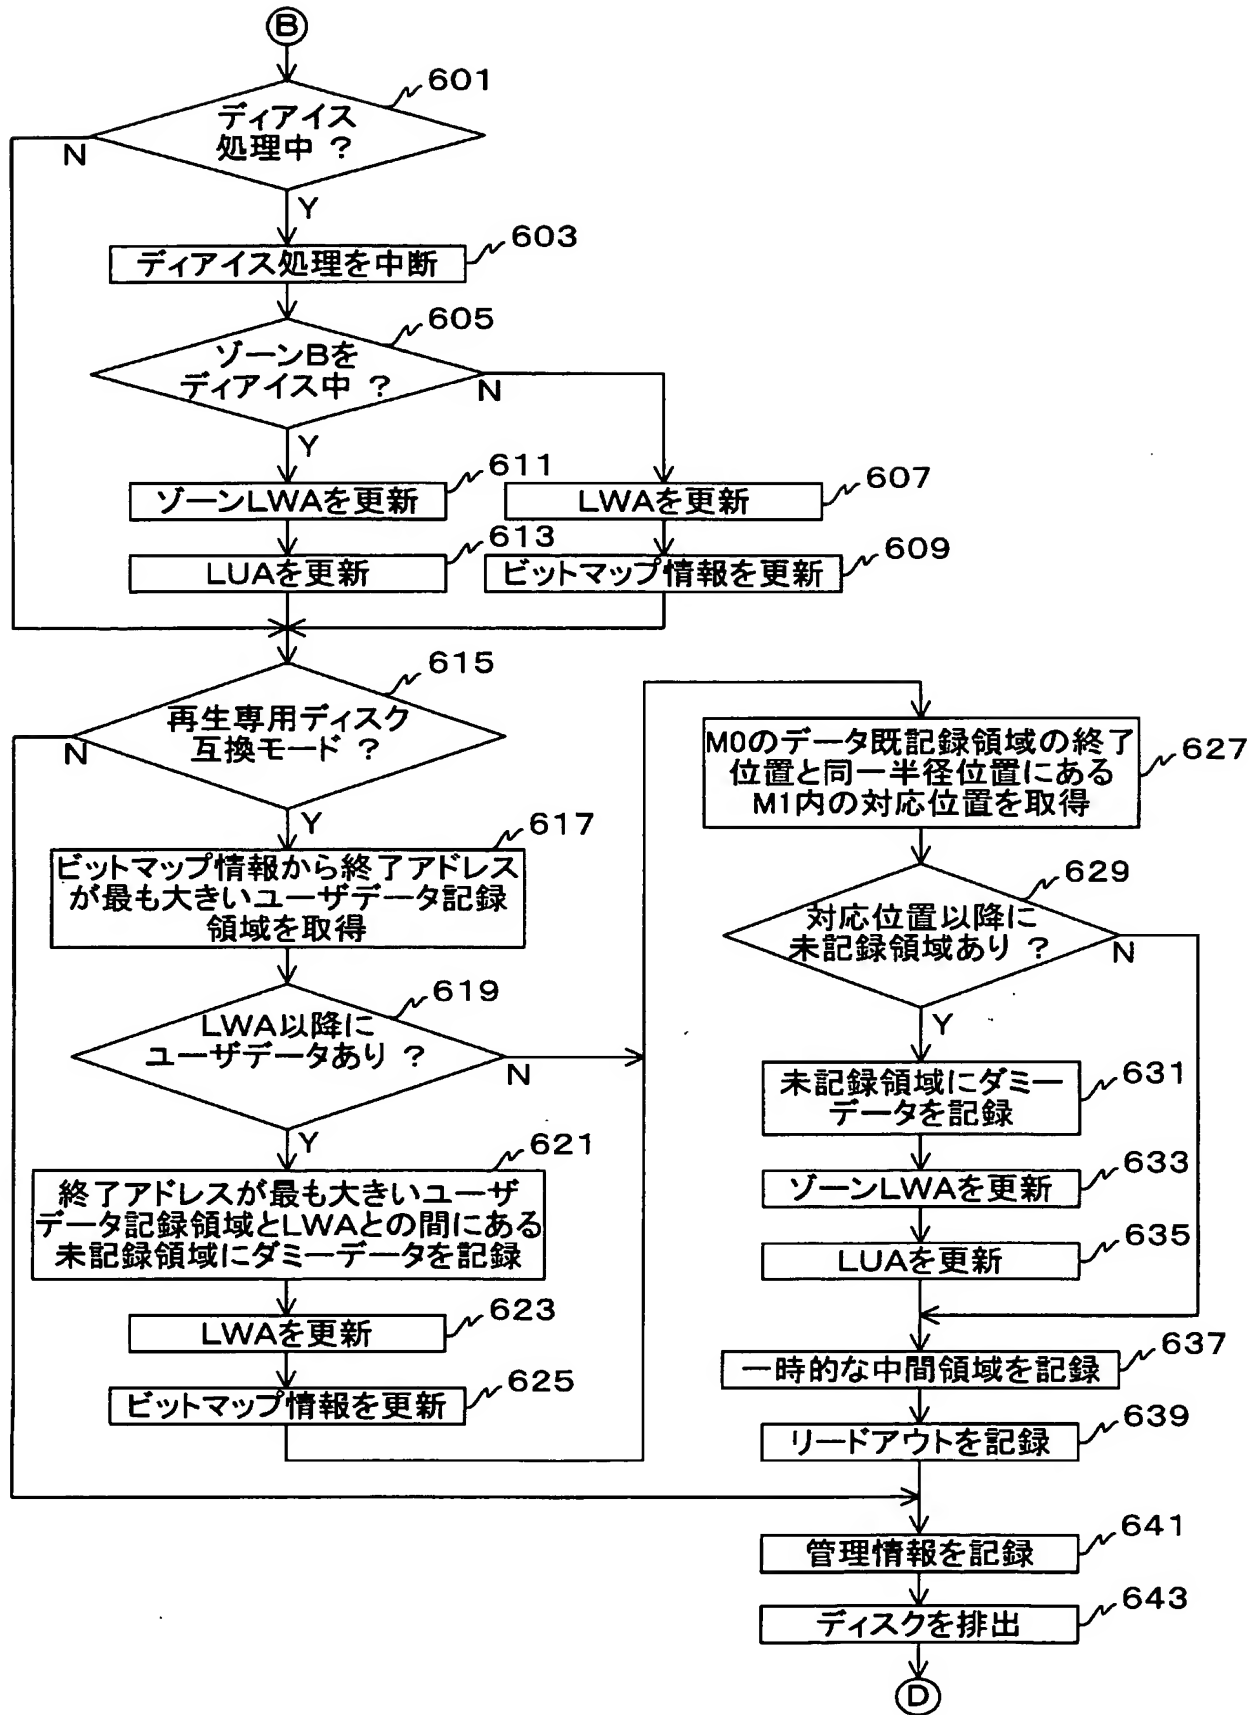 B
601
ディアイス
処理中 ?
N
Y
603
ディアイス処理を中断
605
ゾーンBを
ディアイス中 ?
N
Y
611
ゾーンLWAを更新
607
LWAを更新
613
LUAを更新
609
ビットマップ情報を更新
615
再生専用ディスク
互換モード ?
N
Y
617
ビットマップ情報から終了アドレス
が最も大きいユーザデータ記録
領域を取得
619
LWA以降に
ユーザデータあり ?
N
Y
621
終了アドレスが最も大きいユーザ
データ記録領域とLWAとの間にある
未記録領域にダミーデータを記録
623
LWAを更新
625
ビットマップ情報を更新
M0のデータ既記録領域の終了
位置と同一半径位置にある
M1内の対応位置を取得
627
629
対応位置以降に
未記録領域あり ?
N
Y
未記録領域にダミー
データを記録
631
633
ゾーンLWAを更新
635
LUAを更新
637
一時的な中間領域を記録
639
リードアウトを記録
641
管理情報を記録
643
ディスクを排出
D